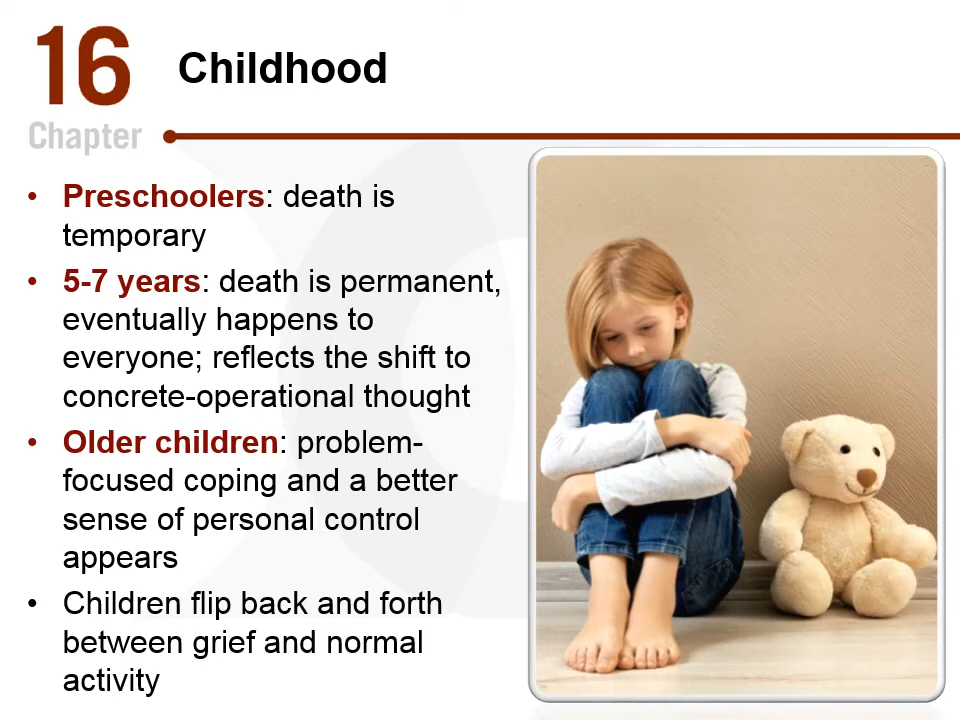 16
Chapter
Childhood
• Preschoolers: death is
temporary
• 5-7 years: death is permanent,
eventually happens to
everyone; reflects the shift to
concrete-operational thought
• Older children: problem-
focused coping and a better
sense of personal control
appears
• Children flip back and forth
between grief and normal
activity